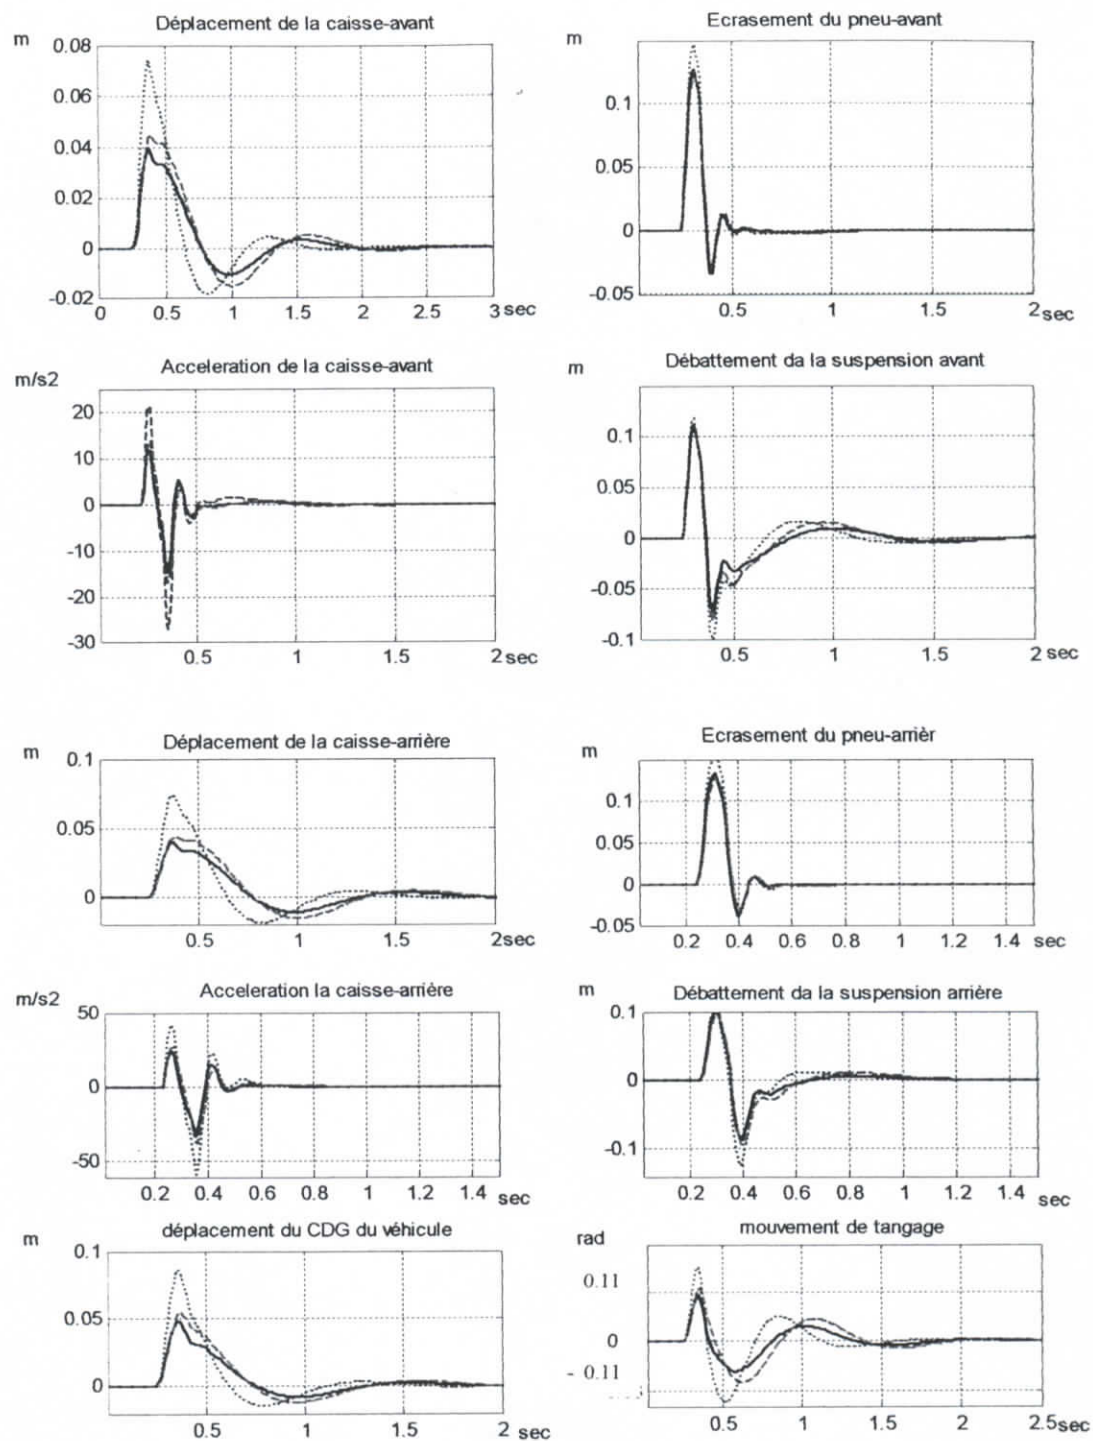 Déplacement de la caisse-avant
m
0.08
0.06
0.04
0.02
0
-0.02
0 0.5 1 1.5 2 2.5 3 sec
Ecrasement du pneu-avant
m
0.1
0.05
0
-0.05
0.5 1 1.5 2 sec
Acceleration de la caisse-avant
m/s2
20
10
0
-10
-20
-30
0.5 1 1.5 2 sec
Débattement da la suspension avant
m
0.1
0.05
0
-0.05
-0.1
0.5 1 1.5 2 sec
Déplacement de la caisse-arrière
m
0.1
0.05
0
0.5 1 1.5 2sec
Ecrasement du pneu-arrièr
m
0.1
0.05
0
-0.05
0.2 0.4 0.6 0.8 1 1.2 1.4 sec
Acceleration la caisse-arrière
m/s2
50
0
-50
0.2 0.4 0.6 0.8 1 1.2 1.4 sec
Débattement da la suspension arrière
m
0.1
0
-0.1
0.2 0.4 0.6 0.8 1 1.2 1.4 sec
déplacement du CDG du véhicule
m
0.1
0.05
0
0.5 1 1.5 2 sec
mouvement de tangage
rad
0.11
0
- 0.11
0.5 1 1.5 2 2.5sec